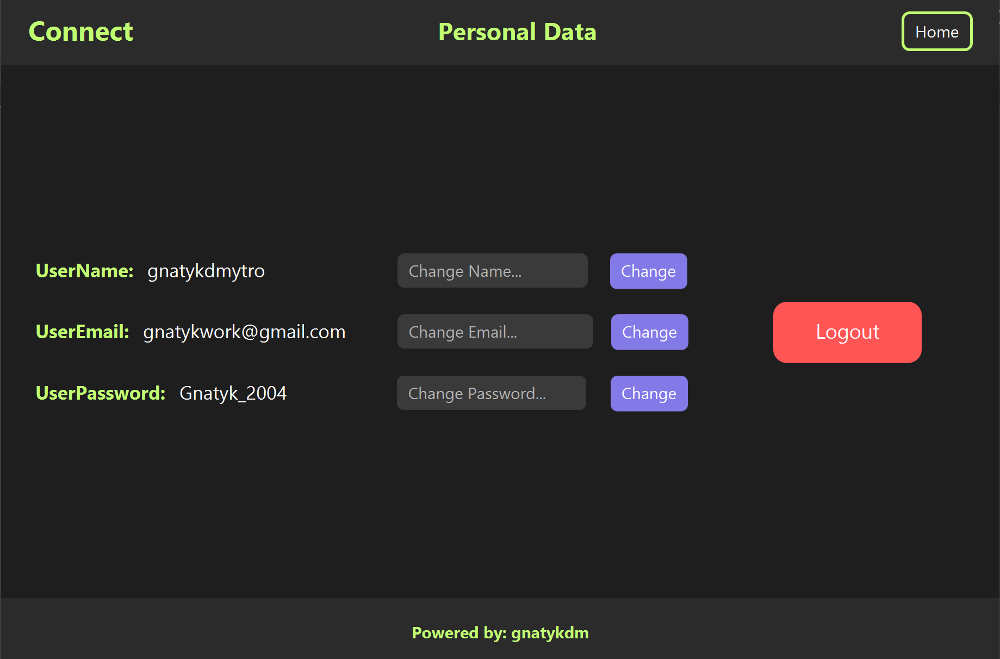 Connect
Personal Data
Home
UserName: gnatykdmytro
Change Name...
Change
UserEmail: gnatykwork@gmail.com
Change Email...
Change
Logout
UserPassword: Gnatyk_2004
Change Password...
Change
Powered by: gnatykdm